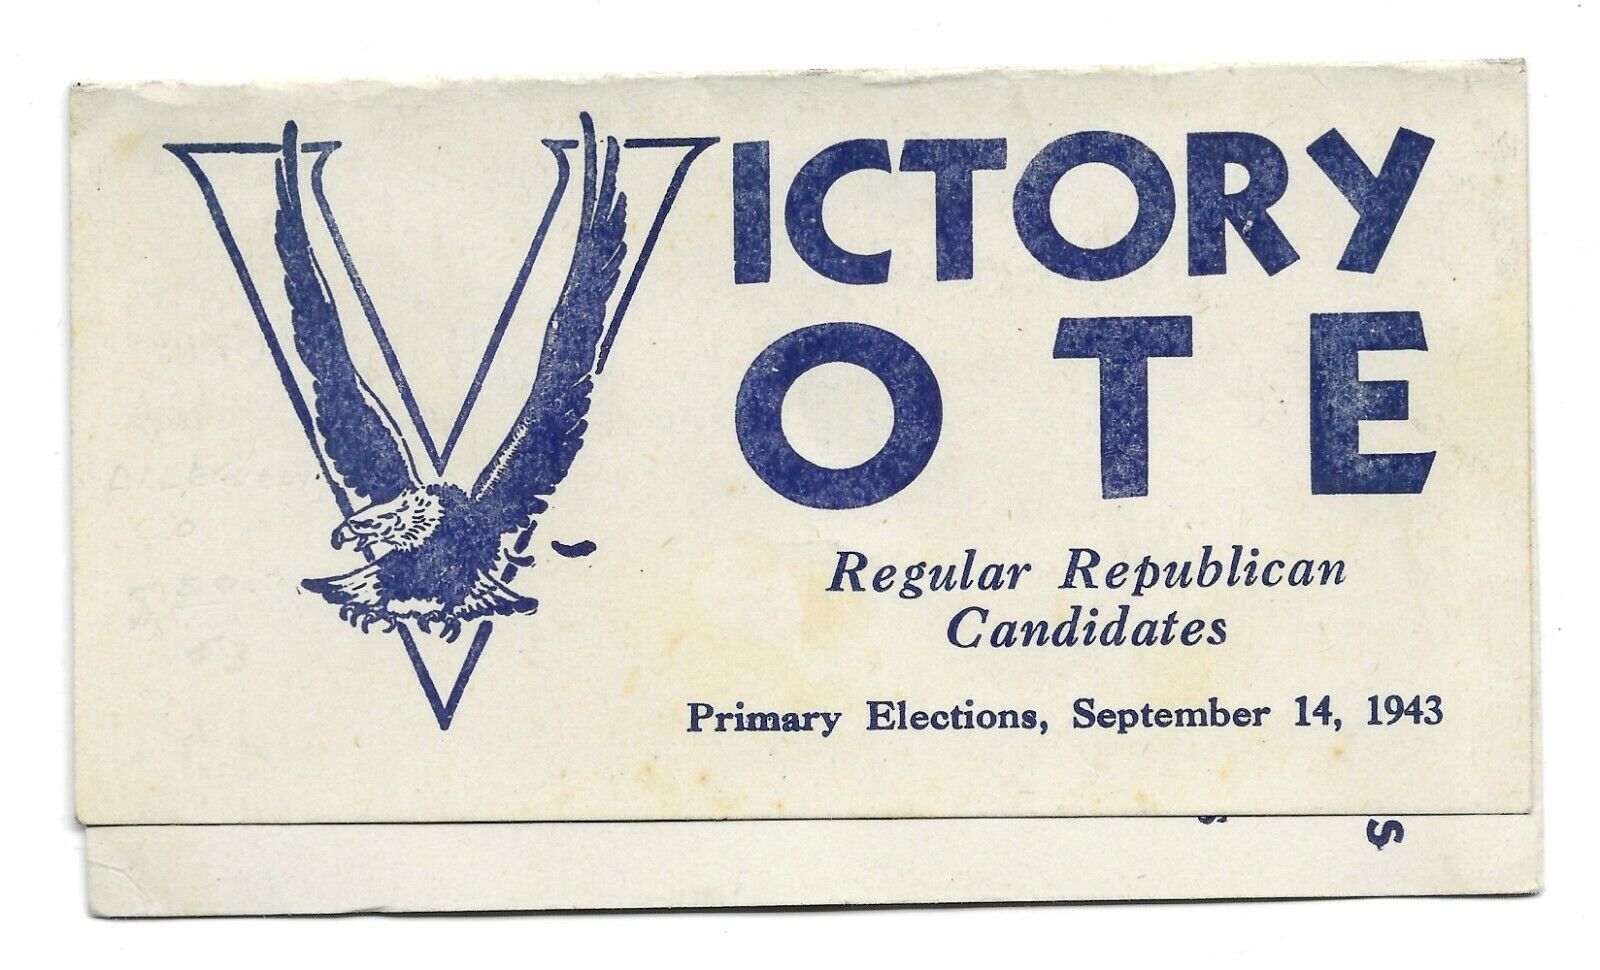 VICTORY
VOTE
Regular Republican
Candidates
Primary Elections, September 14, 1943
S